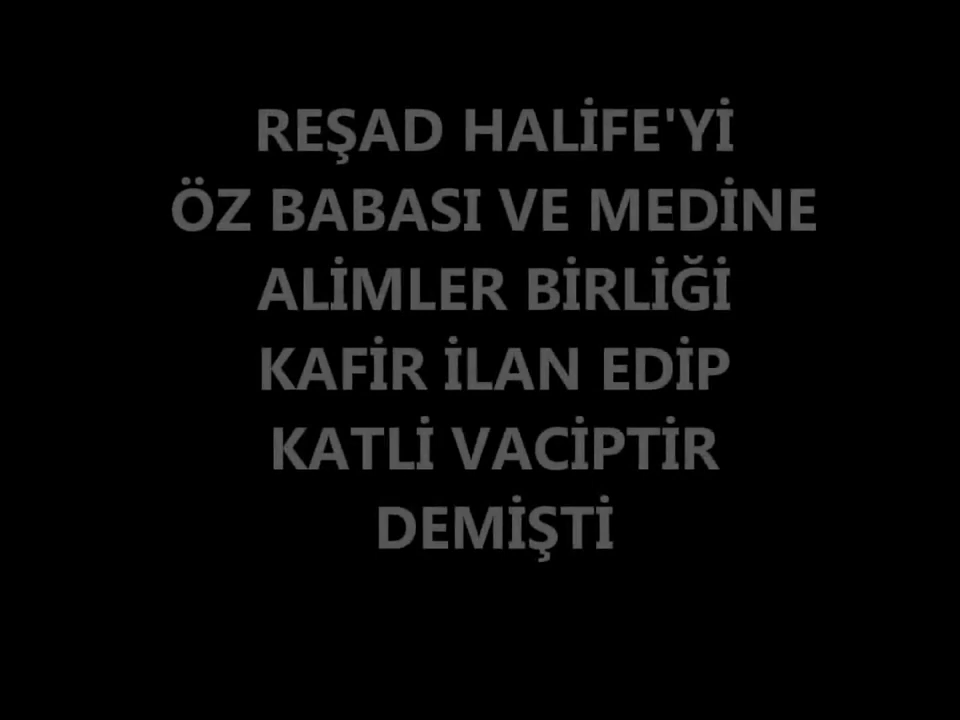 REŞAD HALİFE'Yİ
ÖZ BABASI VE MEDİNE
ALİMLER BİRLİĞİ
KAFİR İLAN EDİP
KATLİ VACİPTİR
DEMİŞTİ